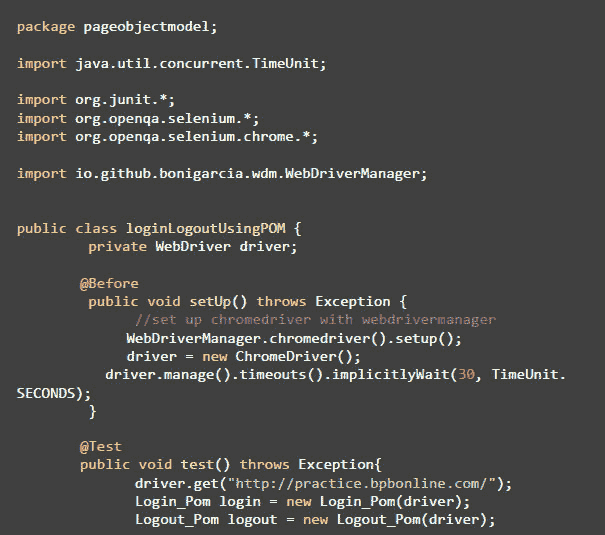 package pageobjectmodel;
import java.util.concurrent.TimeUnit;
import org.junit.*;
import org.openqa.selenium.*;
import org.openqa.selenium.chrome.*;
import io.github.bonigarcia.wdm.WebDriverManager;
public class loginLogoutUsingPOM {
private WebDriver driver;
@Before
public void setUp() throws Exception {
//set up chromedriver with webdrivermanager
WebDriverManager.chromedriver().setup();
driver = new ChromeDriver();
driver.manage().timeouts().implicitlyWait(30, TimeUnit.
SECONDS);
}
@Test
public void test() throws Exception{
driver.get("http://practice.bpbonline.com/");
Login_Pom login = new Login_Pom(driver);
Logout_Pom logout = new Logout_Pom(driver);